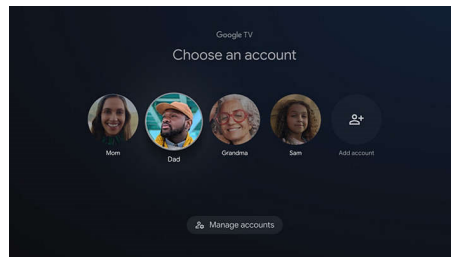 Google TV
Choose an account
Mom
Dad
Grandma
Sam
Add account
Manage accounts